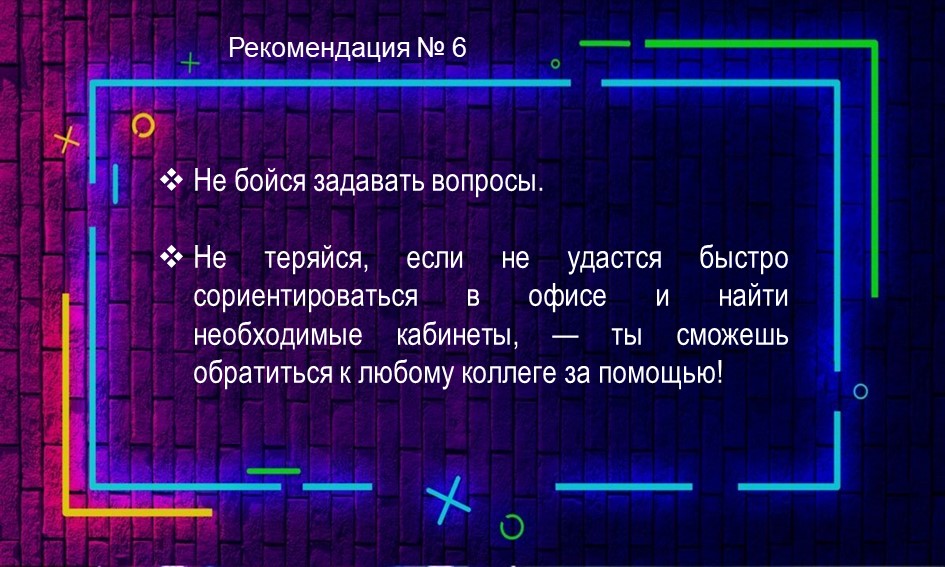 Рекомендация № 6
❖ Не бойся задавать вопросы.
❖ Не теряйся, если не удастся быстро
сориентироваться в офисе и найти
необходимые кабинеты, — ты сможешь
обратиться к любому коллеге за помощью!